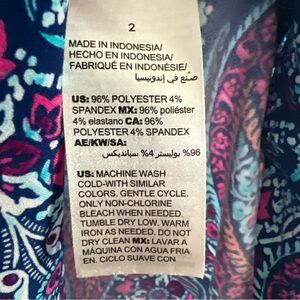 2
MADE IN INDONESIA/
HECHO EN INDONESIA/
FABRIQUÉ EN INDONÉSIE/
صنع في إندونيسيا
US: 96% POLYESTER 4%
SPANDEX MX: 96% poliéster
4% elastano CA: 96%
POLYESTER 4% SPANDEX
AE/KW/SA:
96% بوليستر 4% سبانديكس
US: MACHINE WASH
COLD-WITH SIMILAR
COLORS. GENTLE CYCLE.
ONLY NON-CHLORINE
BLEACH WHEN NEEDED.
TUMBLE DRY LOW. WARM
IRON AS NEEDED. DO NOT
DRY CLEAN MX: LAVAR A
MÁQUINA CON AGUA FRIA
EN. CICLO SUAVE CON